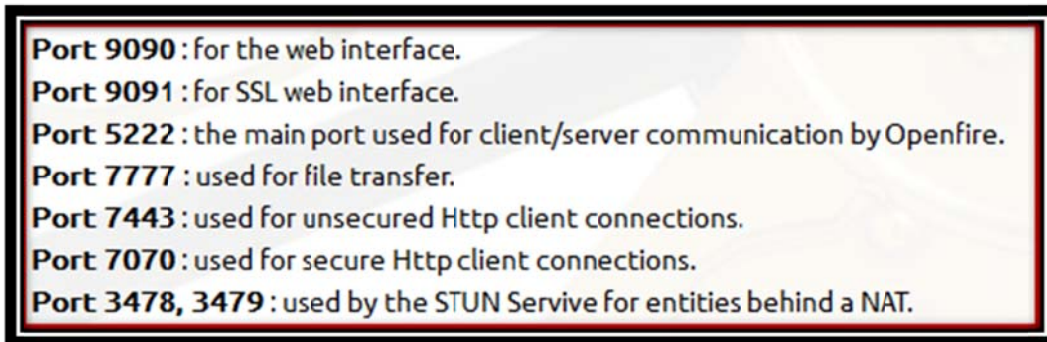 Port 9090 : for the web interface.
Port 9091 : for SSL web interface.
Port 5222 : the main port used for client/server communication by Openfire.
Port 7777 : used for file transfer.
Port 7443 : used for unsecured Http client connections.
Port 7070 : used for secure Http client connections.
Port 3478, 3479 : used by the STUN Servive for entities behind a NAT.